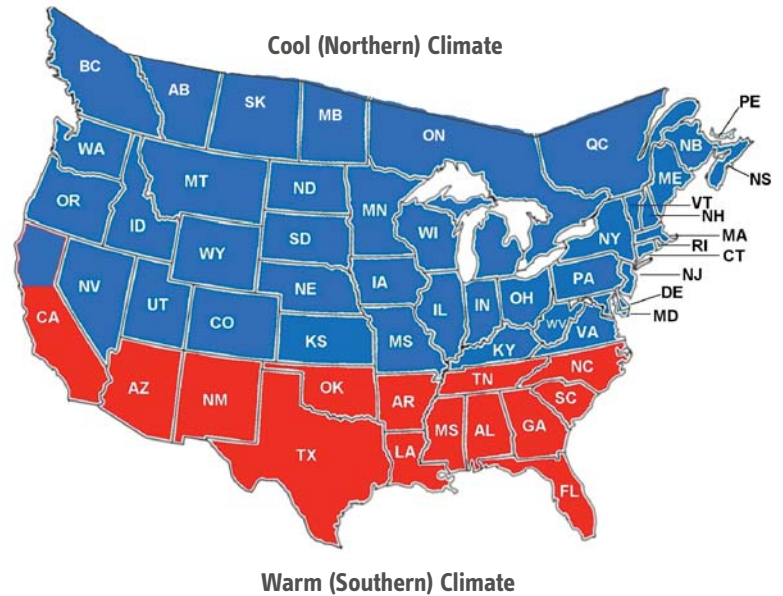 Cool (Northern) Climate
BC
AB
SK
MB
ON
QC
PE
NB
NS
WA
MT
ND
MN
ME
VT
NH
OR
ID
WY
SD
WI
NY
MA
RI
CT
NV
UT
CO
NE
IA
IL
IN
OH
PA
NJ
DE
MD
KS
MS
KY
WV
VA
CA
AZ
NM
OK
AR
TN
NC
SC
TX
LA
MS
AL
GA
FL
Warm (Southern) Climate